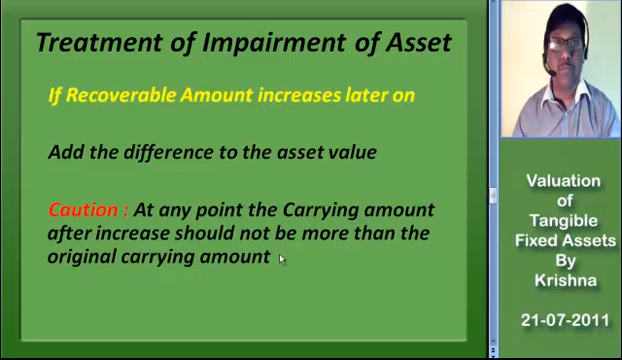 Treatment of Impairment of Asset
If Recoverable Amount increases later on
Add the difference to the asset value
Caution : At any point the Carrying amount
after increase should not be more than the
original carrying amount
Valuation
of
Tangible
Fixed Assets
By
Krishna
21-07-2011